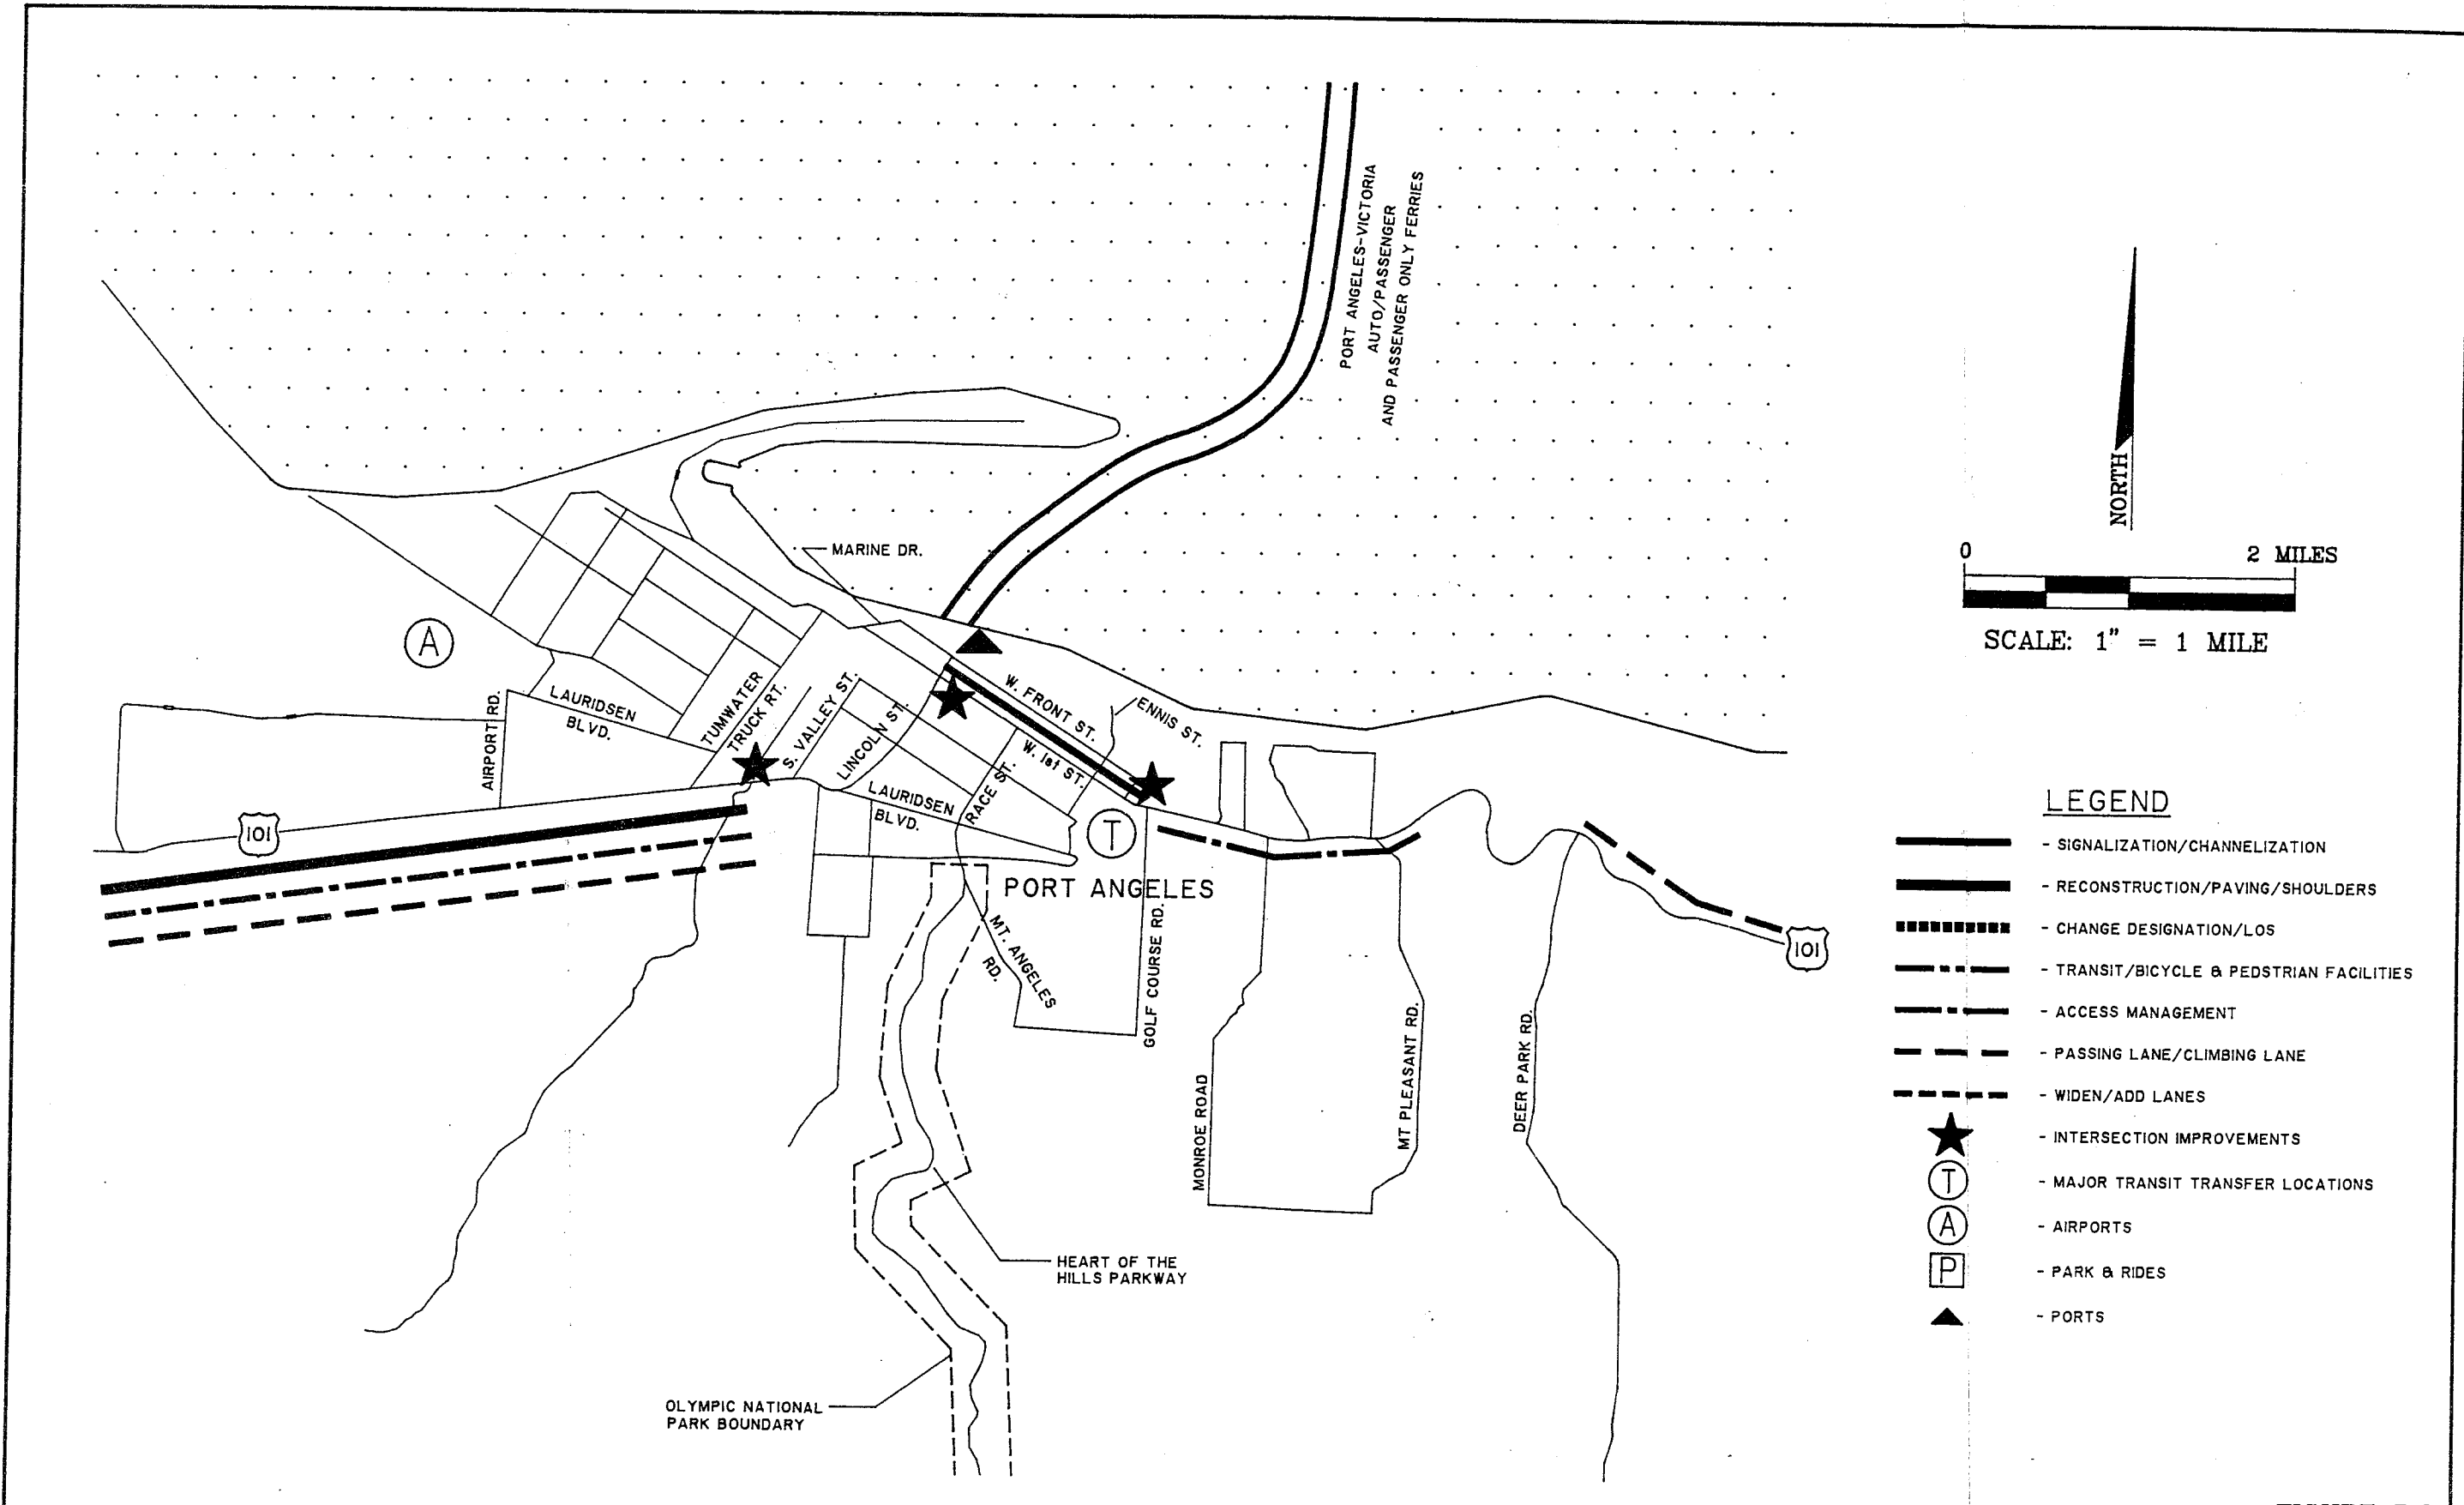 PORT ANGELES-VICTORIA
AUTO/PASSENGER
AND PASSENGER ONLY FERRIES
NORTH
0
2 MILES
SCALE: 1" = 1 MILE
MARINE DR.
A
W. FRONT ST.
ENNIS ST.
W. 1st ST.
TUMWATER
TRUCK RT.
S. VALLEY ST.
LINCOLN ST.
RACE ST.
LAURIDSEN
BLVD.
AIRPORT RD.
LAURIDSEN
BLVD.
101
T
PORT ANGELES
MT. ANGELES
RD.
GOLF COURSE RD.
MONROE ROAD
MT PLEASANT RD.
DEER PARK RD.
101
HEART OF THE
HILLS PARKWAY
OLYMPIC NATIONAL
PARK BOUNDARY
LEGEND
- SIGNALIZATION/CHANNELIZATION
- RECONSTRUCTION/PAVING/SHOULDERS
- CHANGE DESIGNATION/LOS
- TRANSIT/BICYCLE & PEDSTRIAN FACILITIES
- ACCESS MANAGEMENT
- PASSING LANE/CLIMBING LANE
- WIDEN/ADD LANES
- INTERSECTION IMPROVEMENTS
T - MAJOR TRANSIT TRANSFER LOCATIONS
A - AIRPORTS
P - PARK & RIDES
- PORTS